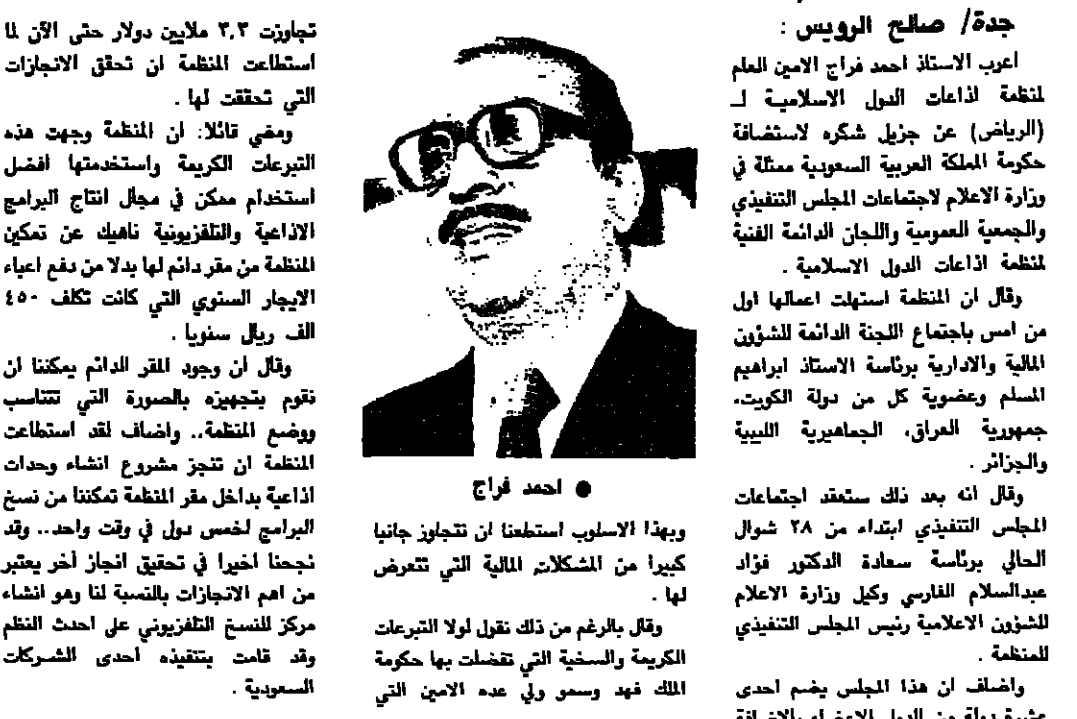 جدة/ صالح الرويس :
اعرب الاستاذ احمد فراج الامين العام
لمنظمة اذاعات الدول الاسلامية لـ
(الرياض) عن جزيل شكره لاستضافة
حكومة المملكة العربية السعودية ممثلة في
وزارة الاعلام لاجتماعات المجلس التنفيذي
والجمعية العمومية واللجان الدائمة الفنية
لمنظمة اذاعات الدول الاسلامية .
وقال ان المنظمة استهلت اعمالها اول
من امس باجتماع اللجنة الدائمة للشؤون
المالية والادارية برئاسة الاستاذ ابراهيم
المسلم وعضوية كل من دولة الكويت،
جمهورية العراق، الجماهيرية الليبية
والجزائر .
وقال انه بعد ذلك ستعقد اجتماعات
المجلس التنفيذي ابتداء من ٢٨ شوال
الحالي برئاسة سعادة الدكتور فؤاد
عبدالسلام الفارسي وكيل وزارة الاعلام
للشؤون الاعلامية رئيس المجلس التنفيذي
للمنظمة .
واضاف ان هذا المجلس يضم احدى
عشرة دولة من الدول الاعضاء بالاضافة
● احمد فراج
وبهذا الاسلوب استطعنا ان نتجاوز جانبا
كبيرا من المشكلات المالية التي تتعرض
لها .
وقال بالرغم من ذلك نقول لولا التبرعات
الكريمة والسخية التي تفضلت بها حكومة
الملك فهد وسمو ولي عهده الامين التي
تجاوزت ٣,٣ ملايين دولار حتى الآن لما
استطاعت المنظمة ان تحقق الانجازات
التي تحققت لها .
ومضى قائلا: ان المنظمة وجهت هذه
التبرعات الكريمة واستخدمتها افضل
استخدام ممكن في مجال انتاج البرامج
الاذاعية والتلفزيونية ناهيك عن تمكين
المنظمة من مقر دائم لها بدلا من دفع اعباء
الايجار السنوي التي كانت تكلف ٤٥٠
الف ريال سنويا .
وقال ان وجود المقر الدائم يمكننا ان
نقوم بتجهيزه بالصورة التي تتناسب
ووضع المنظمة.. واضاف لقد استطاعت
المنظمة ان تنجز مشروع انشاء وحدات
اذاعية بداخل مقر المنظمة تمكننا من نسخ
البرامج لخمس دول في وقت واحد.. وقد
نجحنا اخيرا في تحقيق انجاز آخر يعتبر
من اهم الانجازات بالنسبة لنا وهو انشاء
مركز للنسخ التلفزيوني على احدث النظم
وقد قامت بتنفيذه احدى الشركات
السعودية .